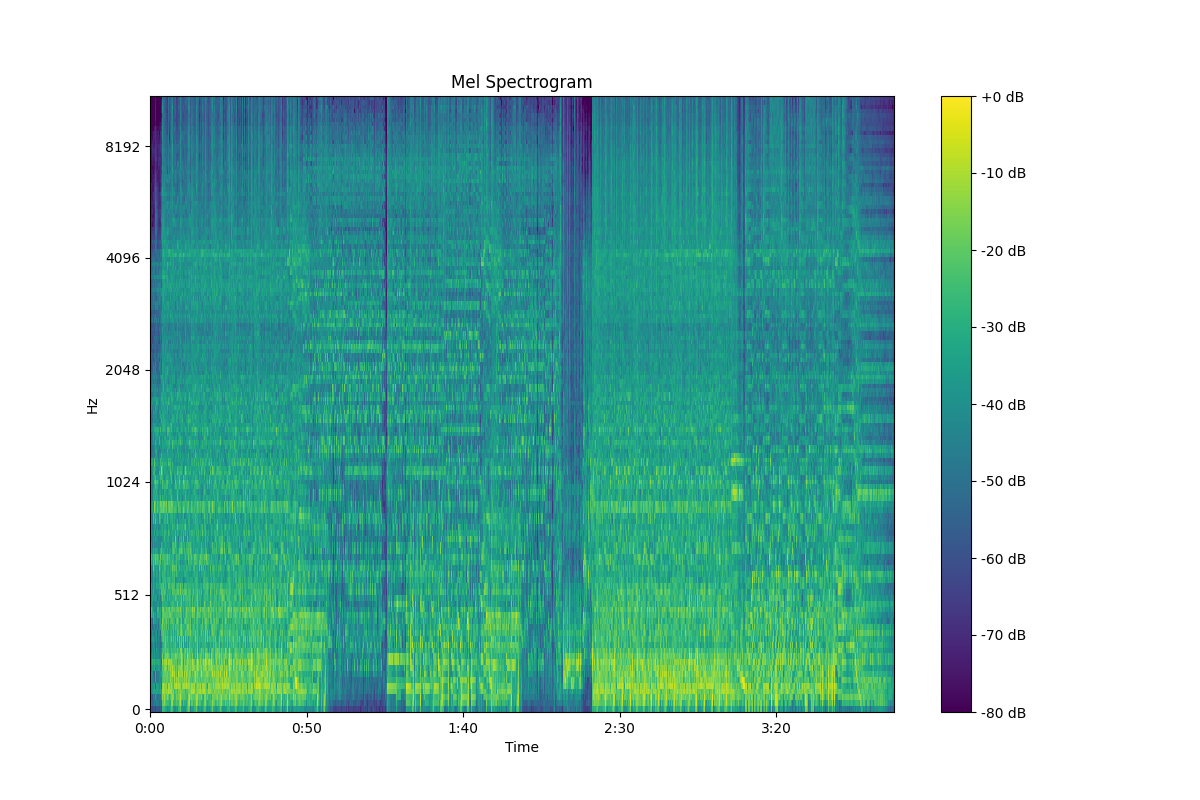 Mel Spectrogram
+0 dB
8192
-10 dB
-20 dB
4096
-30 dB
2048
-40 dB
Hz
1024
-50 dB
-60 dB
512
-70 dB
0
-80 dB
0:00
0:50
1:40
2:30
3:20
Time